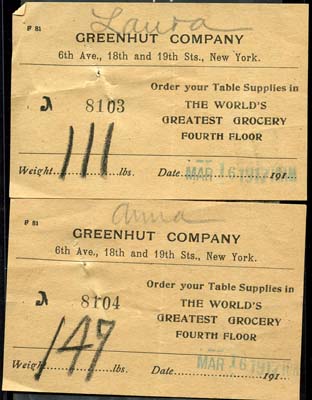 Laura
F 81
GREENHUT COMPANY
6th Ave., 18th and 19th Sts., New York.
8103
Order your Table Supplies in
THE WORLD'S
GREATEST GROCERY
FOURTH FLOOR
Weight 111 lbs. Date 191
MAR
Anna
F 81
GREENHUT COMPANY
6th Ave., 18th and 19th Sts., New York.
8104
Order your Table Supplies in
THE WORLD'S
GREATEST GROCERY
FOURTH FLOOR
Weight 147 lbs. Date 191
MAR